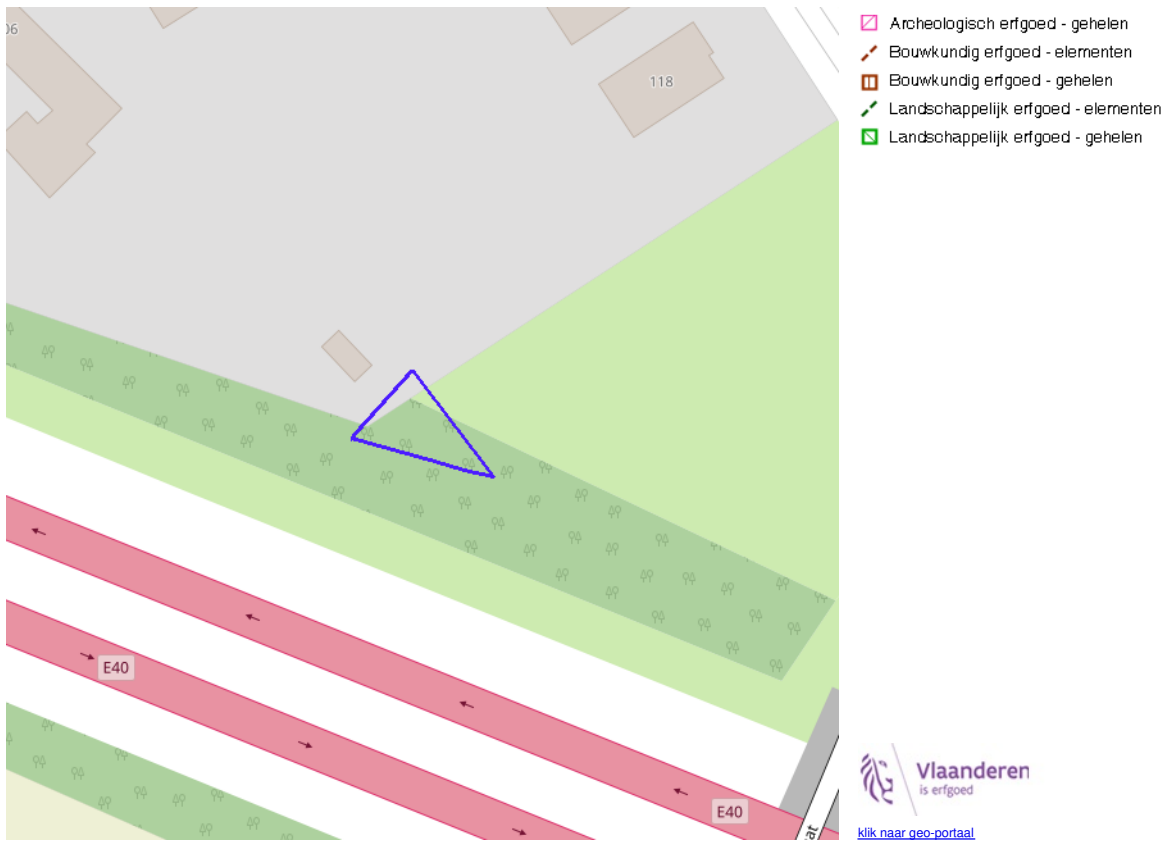 118
E40
E40
Archeologisch erfgoed - gehelen
Bouwkundig erfgoed - elementen
Bouwkundig erfgoed - gehelen
Landschappelijk erfgoed - elementen
Landschappelijk erfgoed - gehelen
Vlaanderen
is erfgoed
klik naar geo-portaal